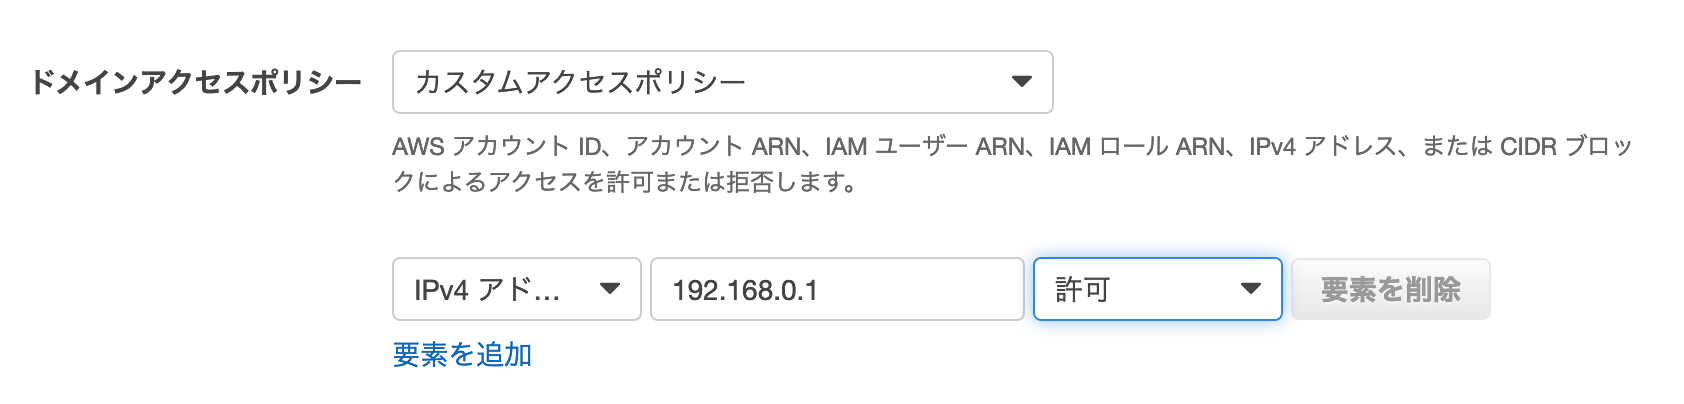 ドメインアクセスポリシー
カスタムアクセスポリシー
AWS アカウント ID、アカウント ARN、IAM ユーザー ARN、IAM ロール ARN、IPv4 アドレス、または CIDR ブロッ
クによるアクセスを許可または拒否します。
IPv4 アド... 192.168.0.1 許可 要素を削除
要素を追加